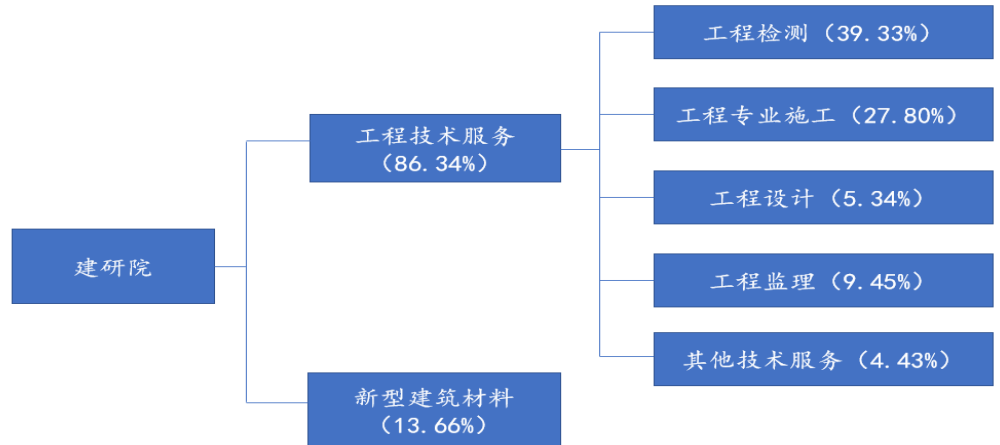 建研院
工程技术服务
(86.34%)
新型建筑材料
(13.66%)
工程检测 (39.33%)
工程专业施工 (27.80%)
工程设计 (5.34%)
工程监理 (9.45%)
其他技术服务 (4.43%)